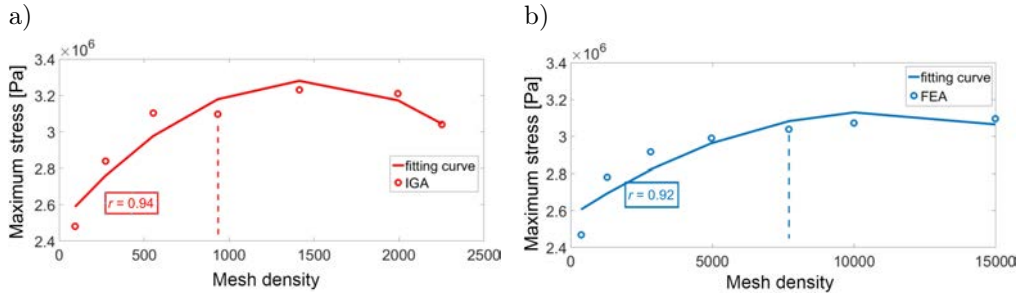 a)
×10⁶
3.4
3.2
3
2.8
2.6
2.4
Maximum stress [Pa]
fitting curve
IGA
r = 0.94
0
500
1000
1500
2000
2500
Mesh density
b)
×10⁶
3.4
3.2
3
2.8
2.6
2.4
Maximum stress [Pa]
fitting curve
FEA
r = 0.92
0
5000
10000
15000
Mesh density